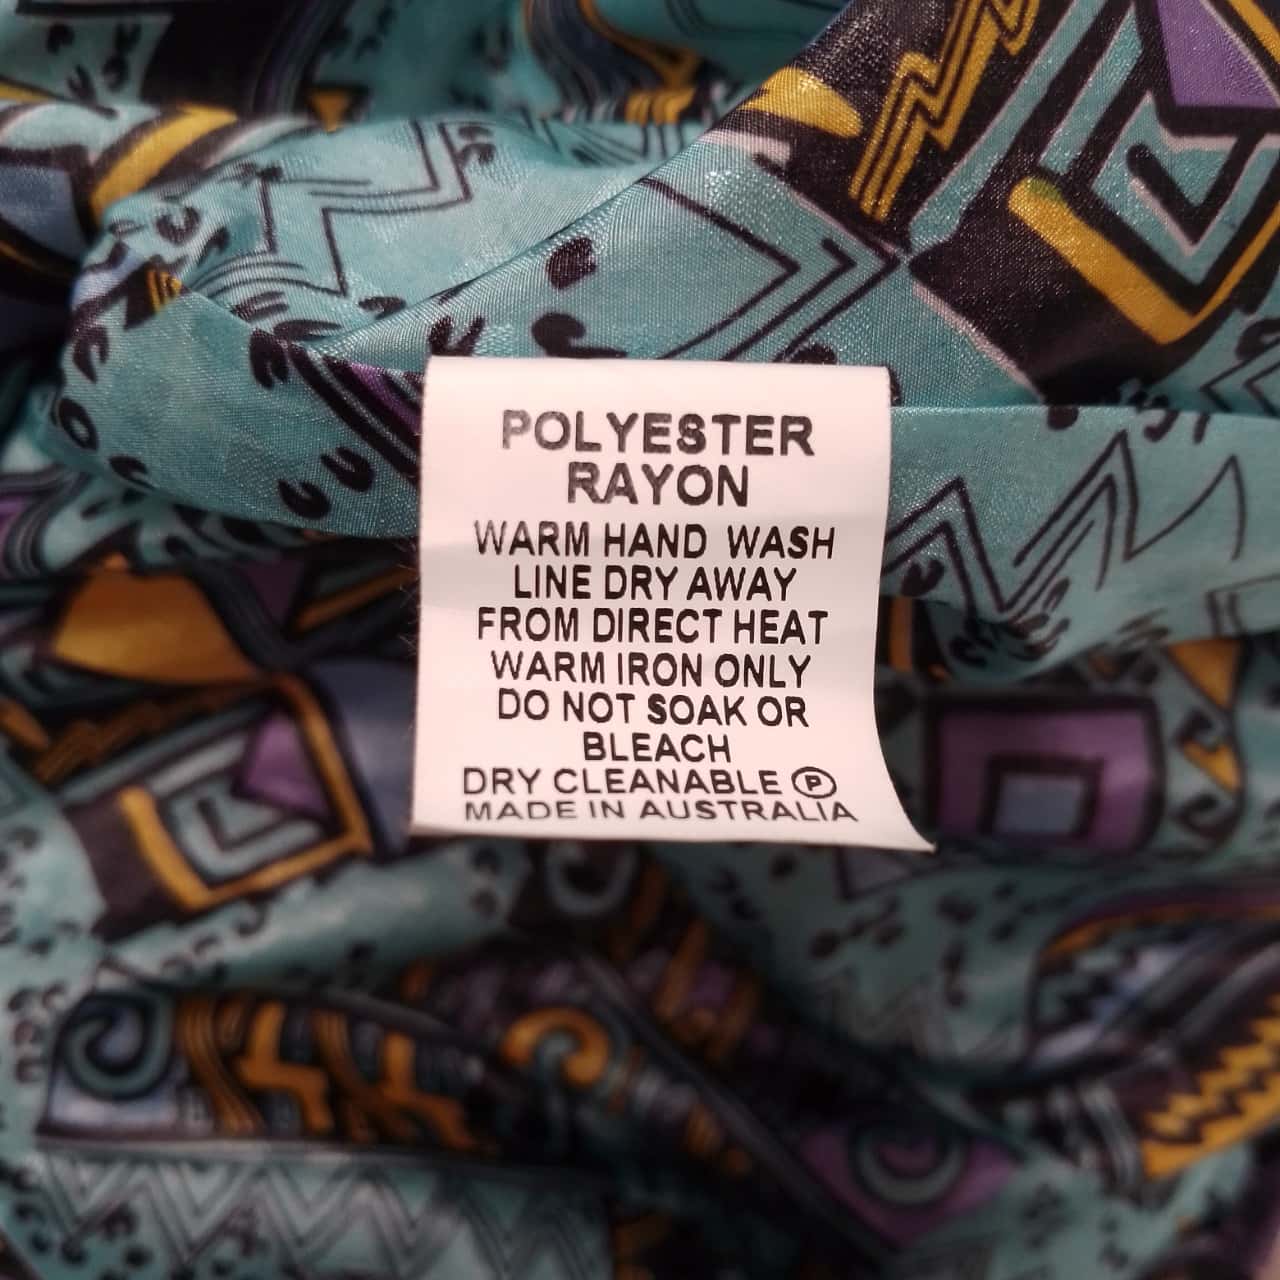 POLYESTER
RAYON
WARM HAND WASH
LINE DRY AWAY
FROM DIRECT HEAT
WARM IRON ONLY
DO NOT SOAK OR
BLEACH
DRY CLEANABLE Ⓟ
MADE IN AUSTRALIA